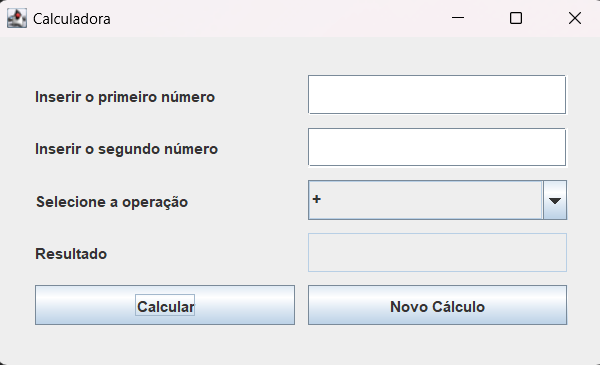 Calculadora
Inserir o primeiro número
Inserir o segundo número
Selecione a operação
+
Resultado
Calcular
Novo Cálculo